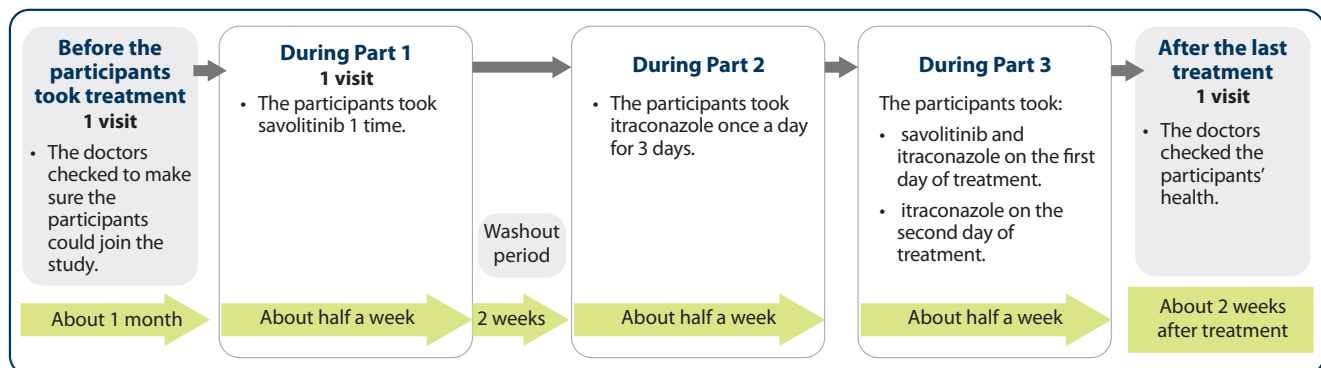 Before the
participants
took treatment
1 visit
• The doctors
checked to make
sure the
participants
could join the
study.
About 1 month
During Part 1
1 visit
• The participants took
savolitinib 1 time.
About half a week
Washout
period
2 weeks
During Part 2
• The participants took
itraconazole once a day
for 3 days.
About half a week
During Part 3
The participants took:
• savolitinib and
itraconazole on the first
day of treatment.
• itraconazole on the
second day of
treatment.
About half a week
After the last
treatment
1 visit
• The doctors
checked the
participants’
health.
About 2 weeks
after treatment